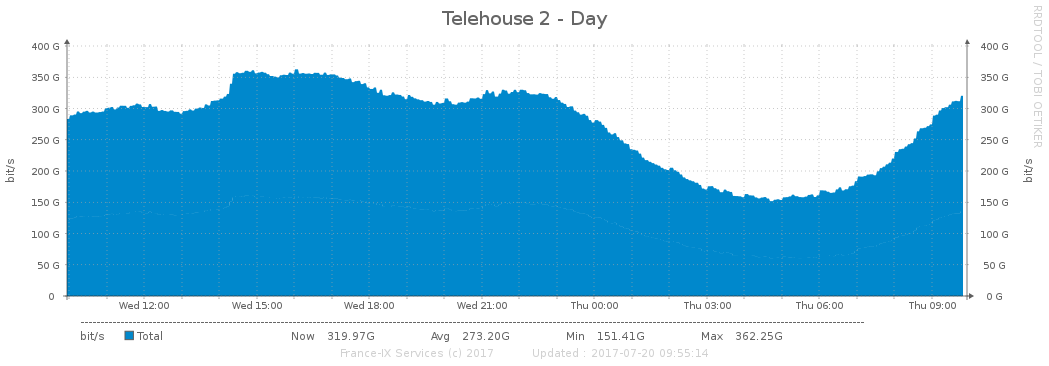 Telehouse 2 - Day
RRDTOOL / TOBI OETIKER
bit/s
400 G 400 G
350 G 350 G
300 G 300 G
250 G 250 G
200 G 200 G
150 G 150 G
100 G 100 G
50 G 50 G
0 0 G
bit/s
Wed 12:00 Wed 15:00 Wed 18:00 Wed 21:00 Thu 00:00 Thu 03:00 Thu 06:00 Thu 09:00
bit/s Total Now 319.97G Avg 273.20G Min 151.41G Max 362.25G
France-IX Services (c) 2017 Updated : 2017-07-20 09:55:14